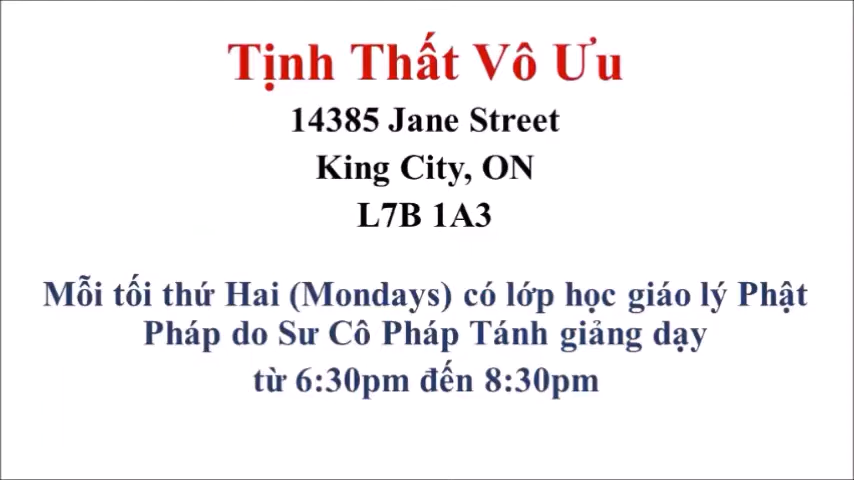 Tịnh Thất Vô Ưu
14385 Jane Street
King City, ON
L7B 1A3
Mỗi tối thứ Hai (Mondays) có lớp học giáo lý Phật
Pháp do Sư Cô Pháp Tánh giảng dạy
từ 6:30pm đến 8:30pm